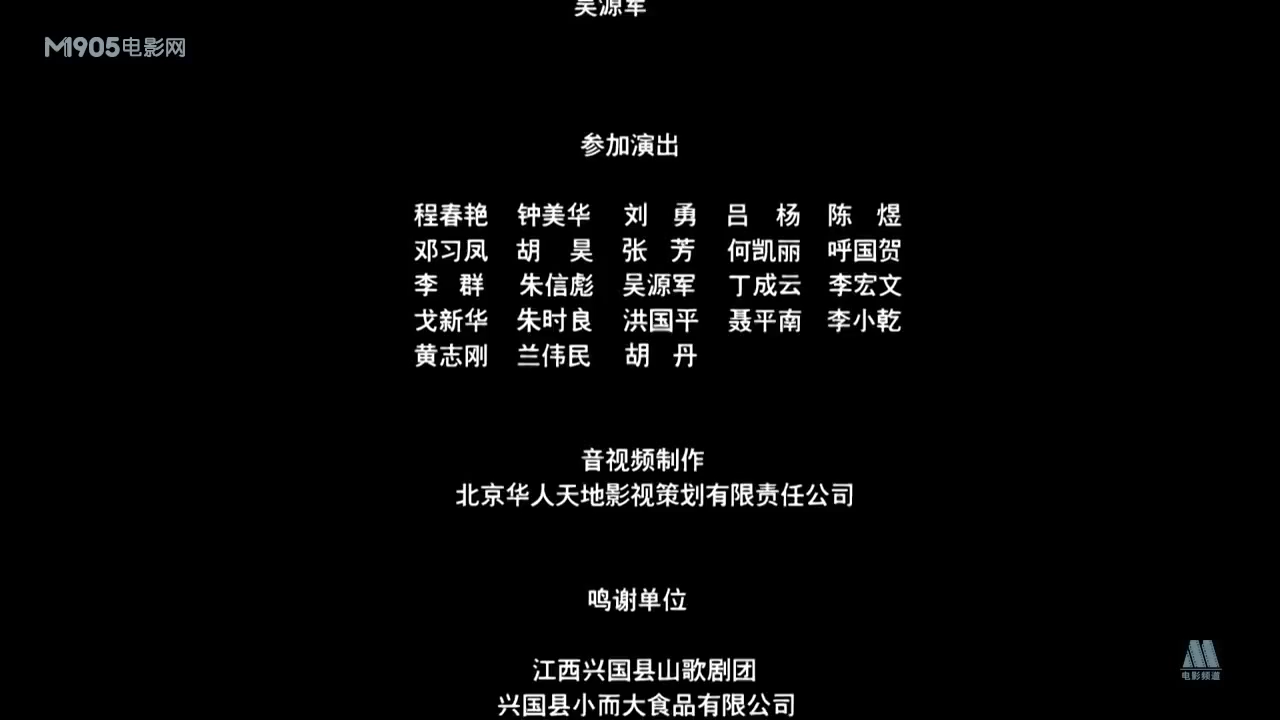 吴源军
M1905电影网
参加演出
程春艳 钟美华 刘 勇 吕 杨 陈 煜
邓习凤 胡 昊 张 芳 何凯丽 呼国贺
李 群 朱信彪 吴源军 丁成云 李宏文
戈新华 朱时良 洪国平 聂平南 李小乾
黄志刚 兰伟民 胡 丹
音视频制作
北京华人天地影视策划有限责任公司
鸣谢单位
江西兴国县山歌剧团
电影频道
兴国县小而大食品有限公司